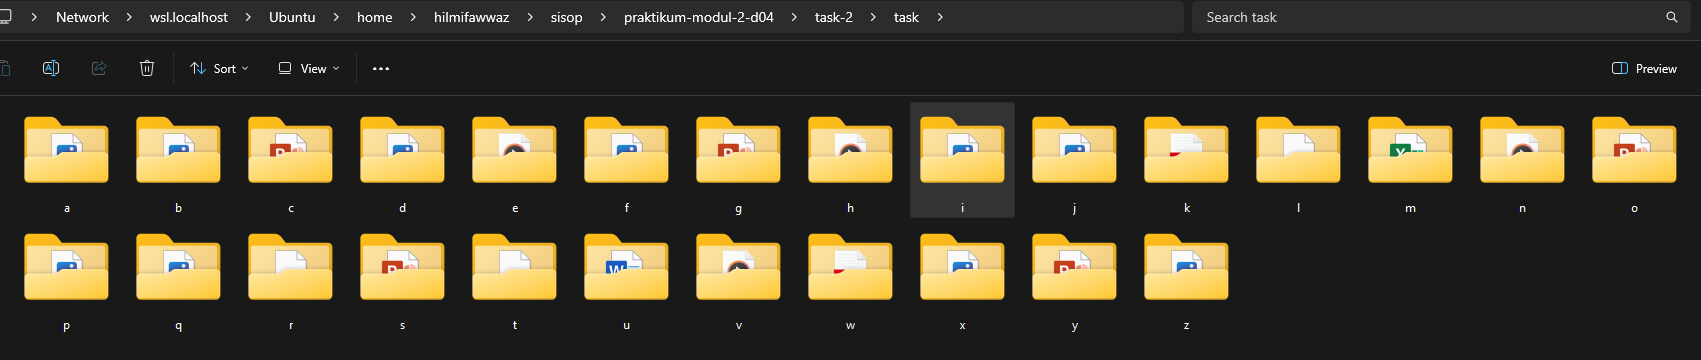 Network > wsl.localhost > Ubuntu > home > hilmifawwaz > sisop > praktikum-modul-2-d04 > task-2 > task > Search task
Sort View ... Preview
a b c d e f g h i j k l m n o
p q r s t u v w x y z